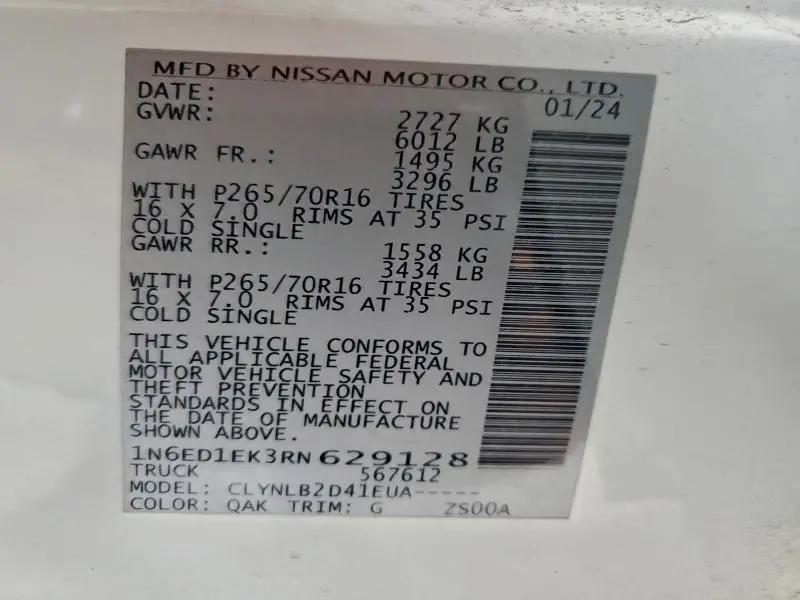 MFD BY NISSAN MOTOR CO., LTD.
DATE: 01/24
GVWR: 2727 KG
6012 LB
GAWR FR.: 1495 KG
3296 LB
WITH P265/70R16 TIRES
16 X 7.0 RIMS AT 35 PSI
COLD SINGLE
GAWR RR.: 1558 KG
3434 LB
WITH P265/70R16 TIRES
16 X 7.0 RIMS AT 35 PSI
COLD SINGLE
THIS VEHICLE CONFORMS TO
ALL APPLICABLE FEDERAL
MOTOR VEHICLE SAFETY AND
THEFT PREVENTION
STANDARDS IN EFFECT ON
THE DATE OF MANUFACTURE
SHOWN ABOVE.
1N6ED1EK3RN 629128
TRUCK 567612
MODEL: CLYNLB2D41EUA-----
COLOR: QAK TRIM: G ZS00A